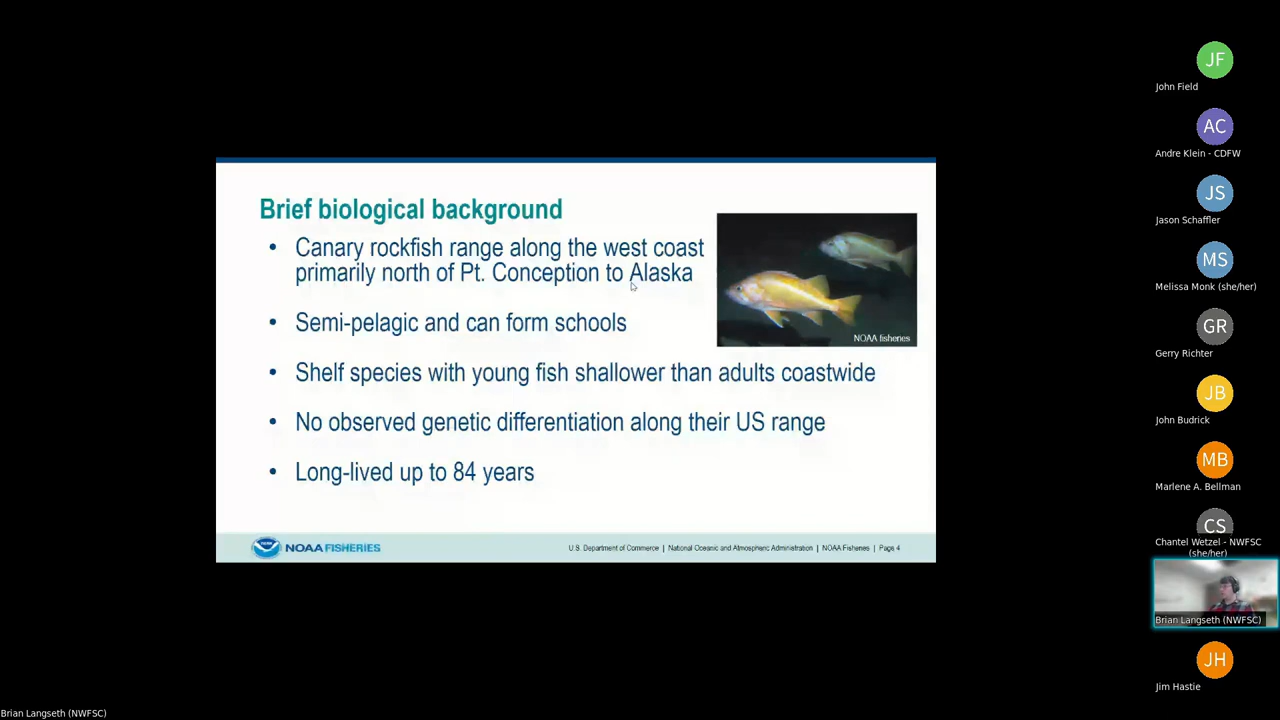 Brief biological background
• Canary rockfish range along the west coast
primarily north of Pt. Conception to Alaska
• Semi-pelagic and can form schools
NOAA fisheries
• Shelf species with young fish shallower than adults coastwide
• No observed genetic differentiation along their US range
• Long-lived up to 84 years
NOAA FISHERIES
U.S. Department of Commerce | National Oceanic and Atmospheric Administration | NOAA Fisheries | Page 4
JF
John Field
AC
Andre Klein - CDFW
JS
Jason Schaffler
MS
Melissa Monk (she/her)
GR
Gerry Richter
JB
John Budrick
MB
Marlene A. Bellman
CS
Chantel Wetzel - NWFSC
(she/her)
Brian Langseth (NWFSC)
JH
Jim Hastie
Brian Langseth (NWFSC)